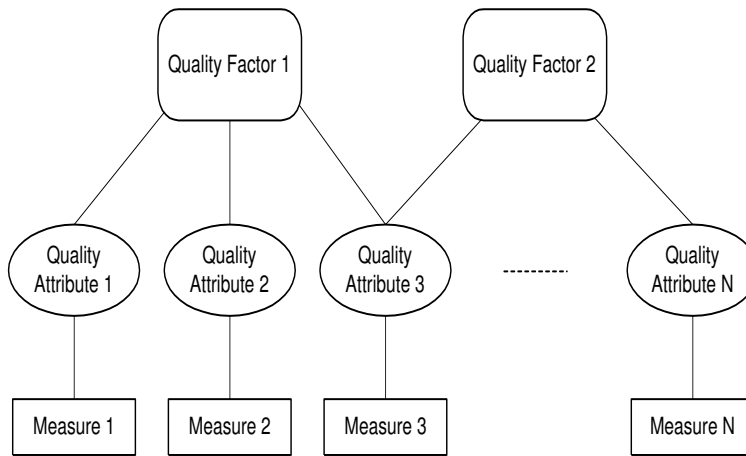 Quality Factor 1
Quality Factor 2
Quality
Attribute 1
Quality
Attribute 2
Quality
Attribute 3
Quality
Attribute N
Measure 1
Measure 2
Measure 3
Measure N